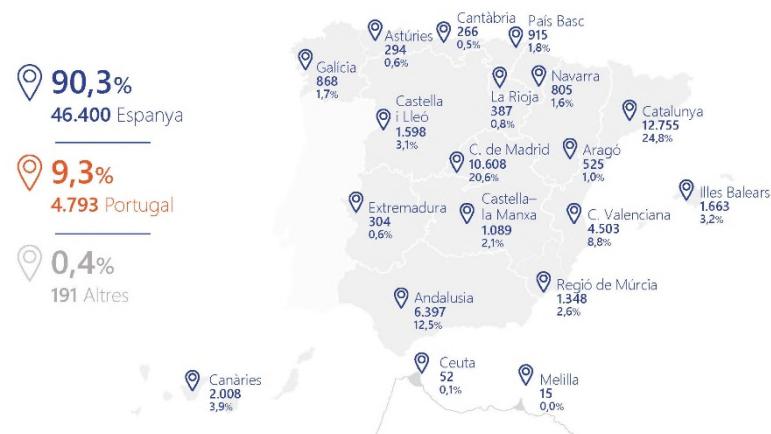 90,3%
46.400 Espanya
9,3%
4.793 Portugal
0,4%
191 Altres
Galícia
868
1,7%
Astúries
294
0,6%
Cantàbria
266
0,5%
País Basc
915
1,8%
Navarra
805
1,6%
La Rioja
387
0,8%
Castella
i Lleó
1.598
3,1%
Catalunya
12.755
24,8%
Aragó
525
1,0%
C. de Madrid
10.608
20,6%
Illes Balears
1.663
3,2%
Extremadura
304
0,6%
Castella–
la Manxa
1.089
2,1%
C. Valenciana
4.503
8,8%
Regió de Múrcia
1.348
2,6%
Andalusia
6.397
12,5%
Canàries
2.008
3,9%
Ceuta
52
0,1%
Melilla
15
0,0%